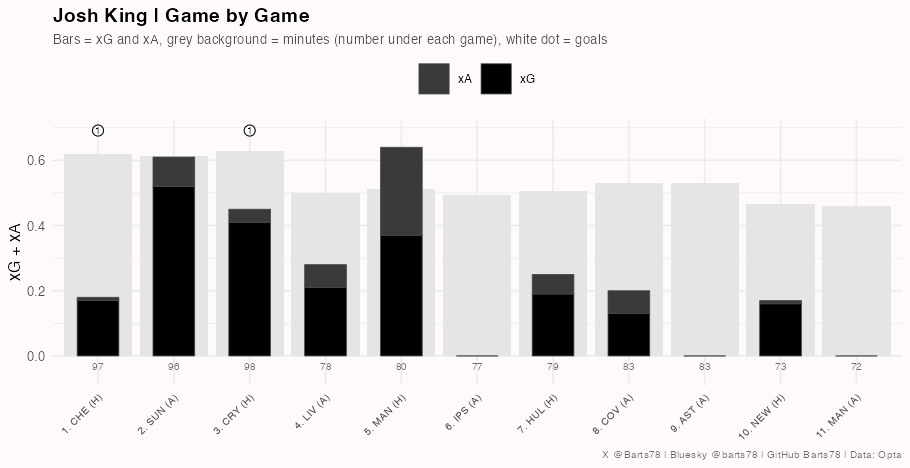 Josh King | Game by Game
Bars = xG and xA, grey background = minutes (number under each game), white dot = goals
xA xG
1 1
xG + xA
0.6
0.4
0.2
0.0
97 96 98 78 80 77 79 83 83 73 72
1. CHE (H) 2. SUN (A) 3. CRY (H) 4. LIV (A) 5. MAN (H) 6. IPS (A) 7. HUL (H) 8. COV (A) 9. AST (A) 10. NEW (H) 11. MAN (A)
X @Barts78 | Bluesky @barts78 | GitHub Barts78 | Data: Opta